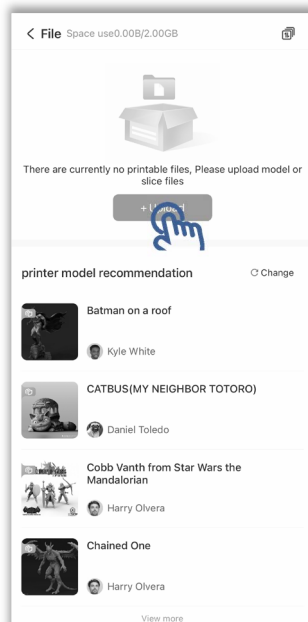 File Space use0.00B/2.00GB
There are currently no printable files, Please upload model or
slice files
+ Upload
printer model recommendation
Change
Batman on a roof
Kyle White
CATBUS(MY NEIGHBOR TOTORO)
Daniel Toledo
Cobb Vanth from Star Wars the
Mandalorian
Harry Olvera
Chained One
Harry Olvera
View more